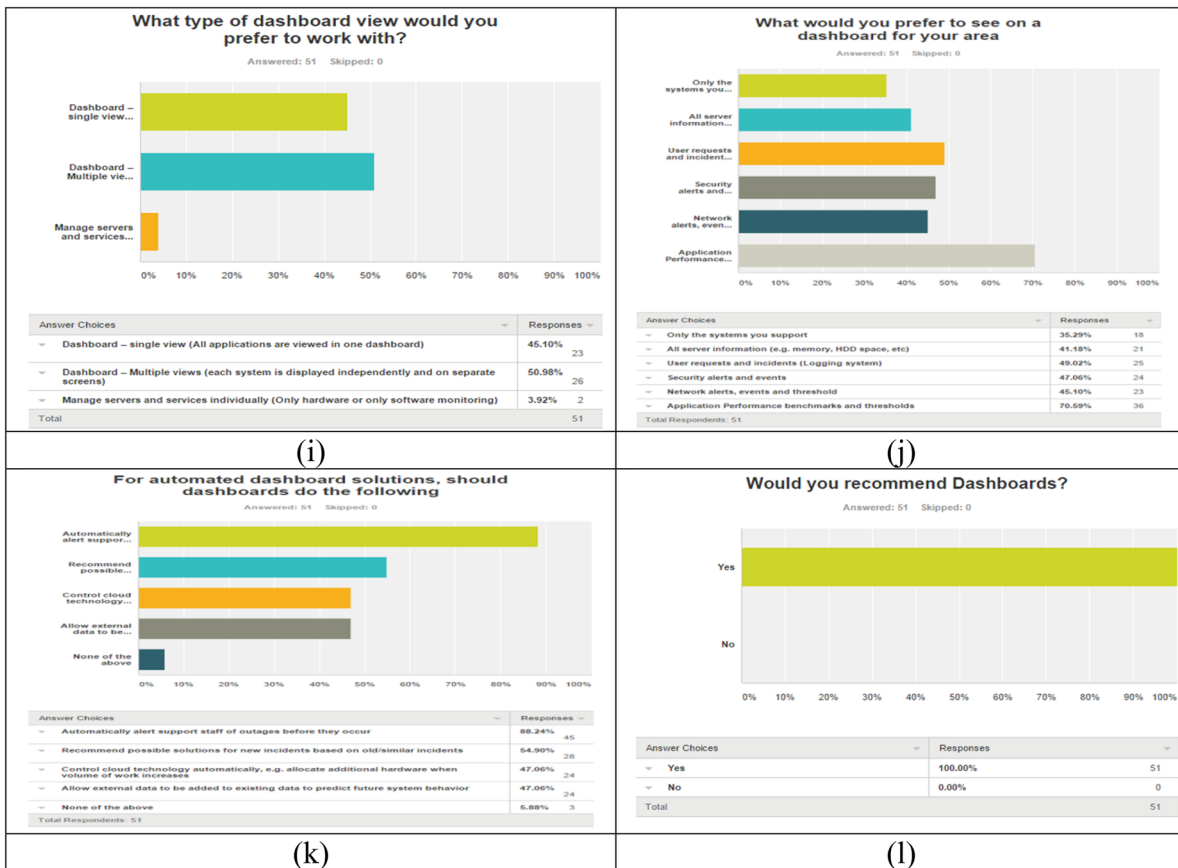 What type of dashboard view would you
prefer to work with?
Answered: 51 Skipped: 0
Dashboard –
single view...
Dashboard –
Multiple vie...
Manage servers
and services...
0% 10% 20% 30% 40% 50% 60% 70% 80% 90% 100%
Answer Choices Responses
Dashboard – single view (All applications are viewed in one dashboard) 45.10% 23
Dashboard – Multiple views (each system is displayed independently and on separate
screens) 50.98% 26
Manage servers and services individually (Only hardware or only software monitoring) 3.92% 2
Total 51
(i)
What would you prefer to see on a
dashboard for your area
Answered: 51 Skipped: 0
Only the
systems you...
All server
information...
User requests
and incident...
Security
alerts and...
Network
alerts, even...
Application
Performance...
0% 10% 20% 30% 40% 50% 60% 70% 80% 90% 100%
Answer Choices Responses
Only the systems you support 35.29% 18
All server information (e.g. memory, HDD space, etc) 41.18% 21
User requests and incidents (Logging system) 49.02% 25
Security alerts and events 47.06% 24
Network alerts, events and threshold 45.10% 23
Application Performance benchmarks and thresholds 70.59% 36
Total Respondents: 51
(j)
For automated dashboard solutions, should
dashboards do the following
Answered: 51 Skipped: 0
Automatically
alert suppor...
Recommend
possible...
Control cloud
technology...
Allow external
data to be...
None of the
above
0% 10% 20% 30% 40% 50% 60% 70% 80% 90% 100%
Answer Choices Responses
Automatically alert support staff of outages before they occur 88.24% 45
Recommend possible solutions for new incidents based on old/similar incidents 54.90% 28
Control cloud technology automatically, e.g. allocate additional hardware when
volume of work increases 47.06% 24
Allow external data to be added to existing data to predict future system behavior 47.06% 24
None of the above 5.88% 3
Total Respondents: 51
(k)
Would you recommend Dashboards?
Answered: 51 Skipped: 0
Yes
No
0% 10% 20% 30% 40% 50% 60% 70% 80% 90% 100%
Answer Choices Responses
Yes 100.00% 51
No 0.00% 0
Total 51
(l)